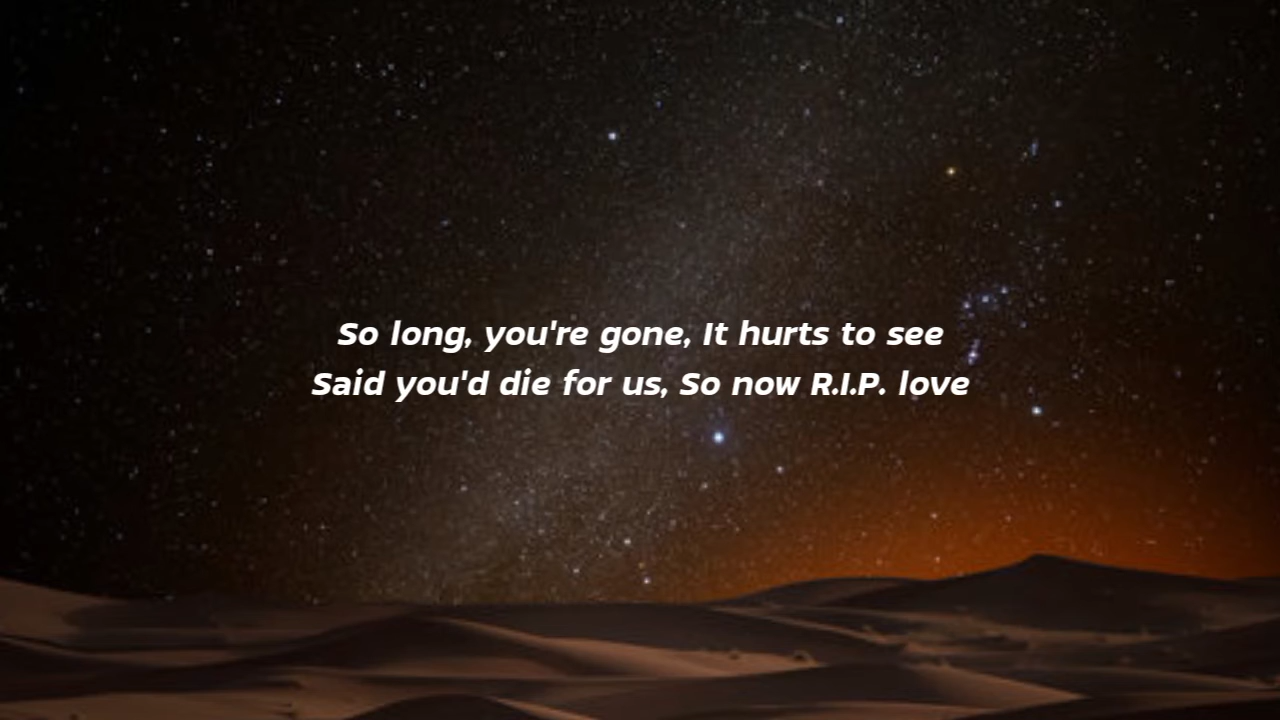 So long, you're gone, It hurts to see
Said you'd die for us, So now R.I.P. love